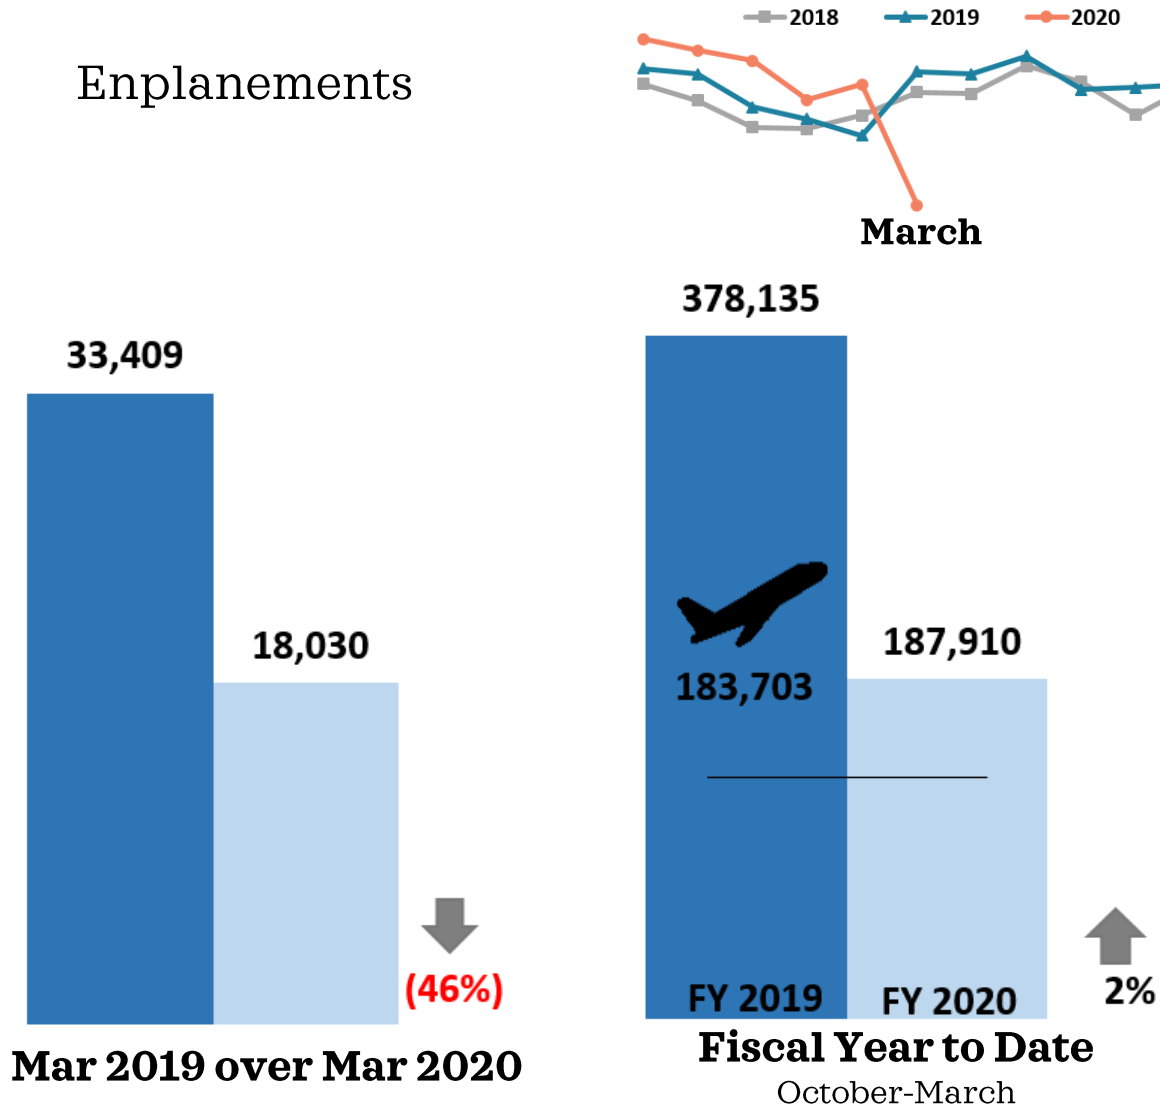 2018 2019 2020
Enplanements
March
33,409
18,030
(46%)
Mar 2019 over Mar 2020
378,135
183,703
187,910
FY 2019 FY 2020
2%
Fiscal Year to Date
October-March